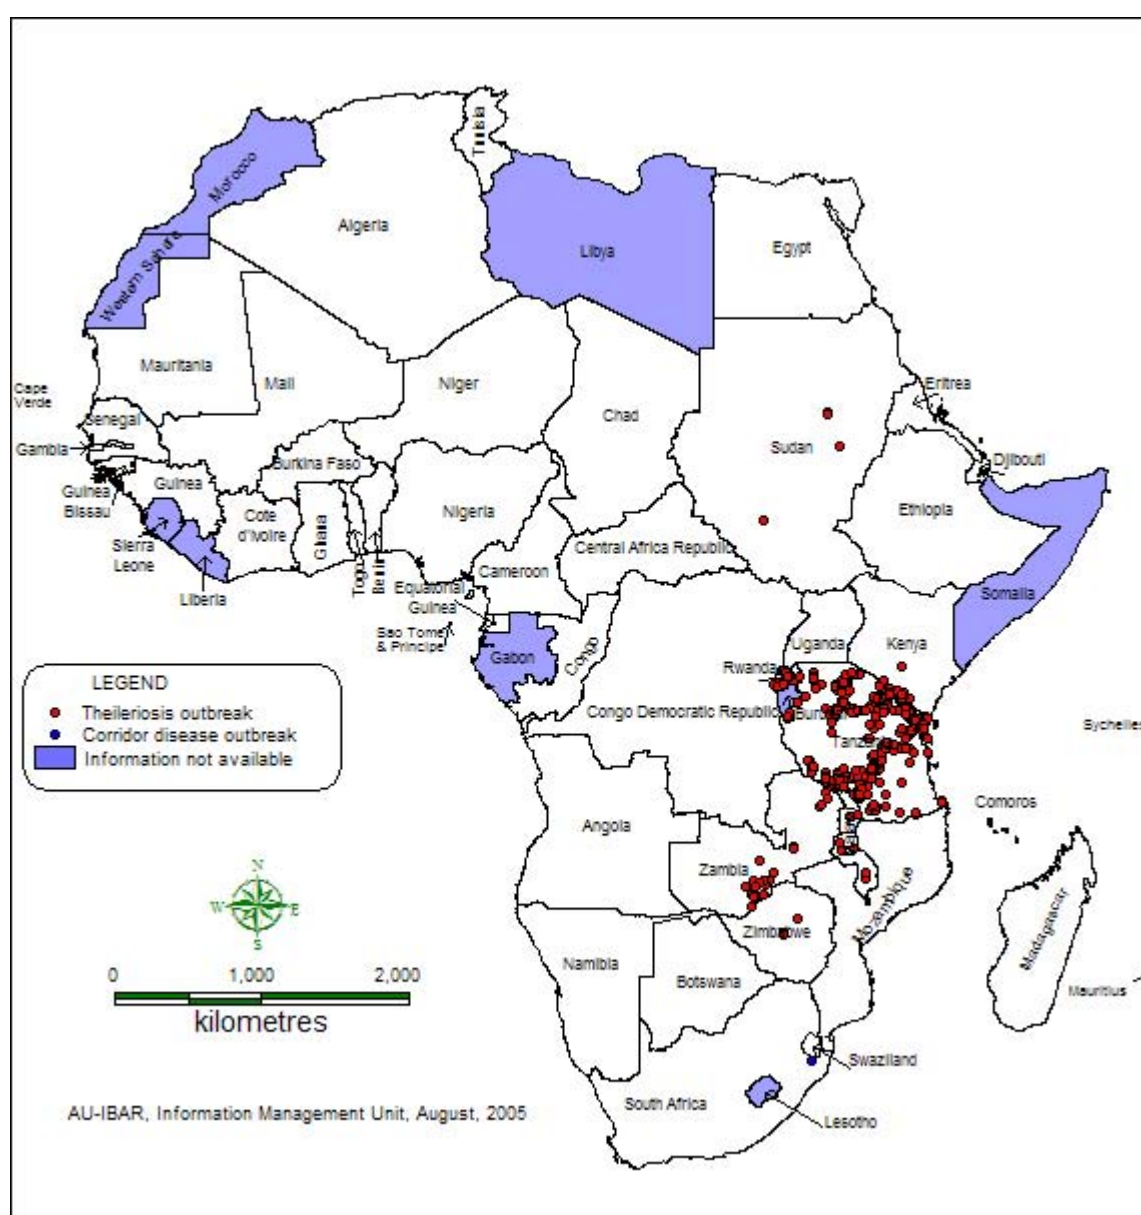 Tunisia
Morocco
Algeria
Libya
Egypt
Western Sahara
Mauritania
Mali
Niger
Chad
Sudan
Eritrea
Cape
Verde
Senegal
Gambia
Burkina Faso
Djibouti
Guinea
Guinea
Bissau
Cote
d'Ivoire
Ghana
Togo
Benin
Nigeria
Ethiopia
Sierra
Leone
Liberia
Central Africa Republic
Cameroon
Equatorial
Guinea
Sao Tome
& Principe
Gabon
Congo
Somalia
Uganda
Kenya
Rwanda
Congo Democratic Republic
Burundi
Tanzania
Sychelles
LEGEND
Theileriosis outbreak
Corridor disease outbreak
Information not available
Comoros
Angola
Zambia
Mozambique
Madagascar
Zimbabwe
Namibia
Botswana
Mauritius
N
W
E
S
0 1,000 2,000
kilometres
Swaziland
South Africa
Lesotho
AU-IBAR, Information Management Unit, August, 2005